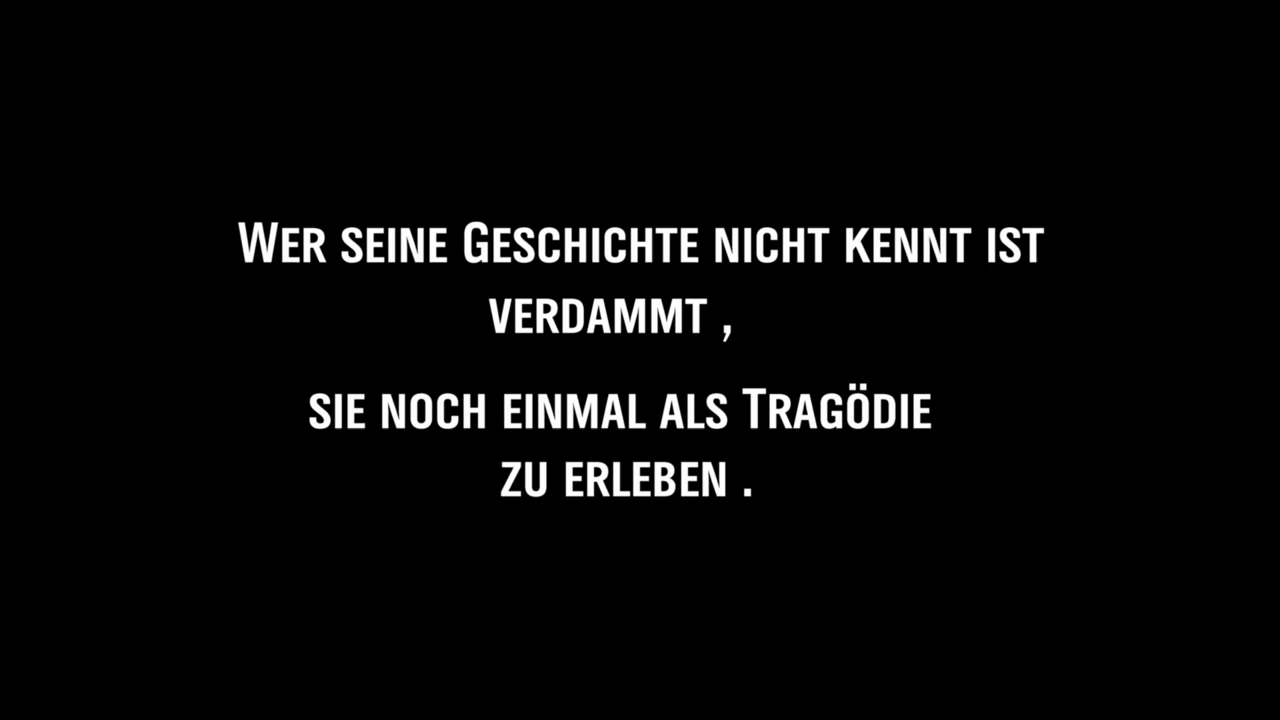 Wer seine Geschichte nicht kennt ist
verdammt ,
sie noch einmal als Tragödie
zu erleben .